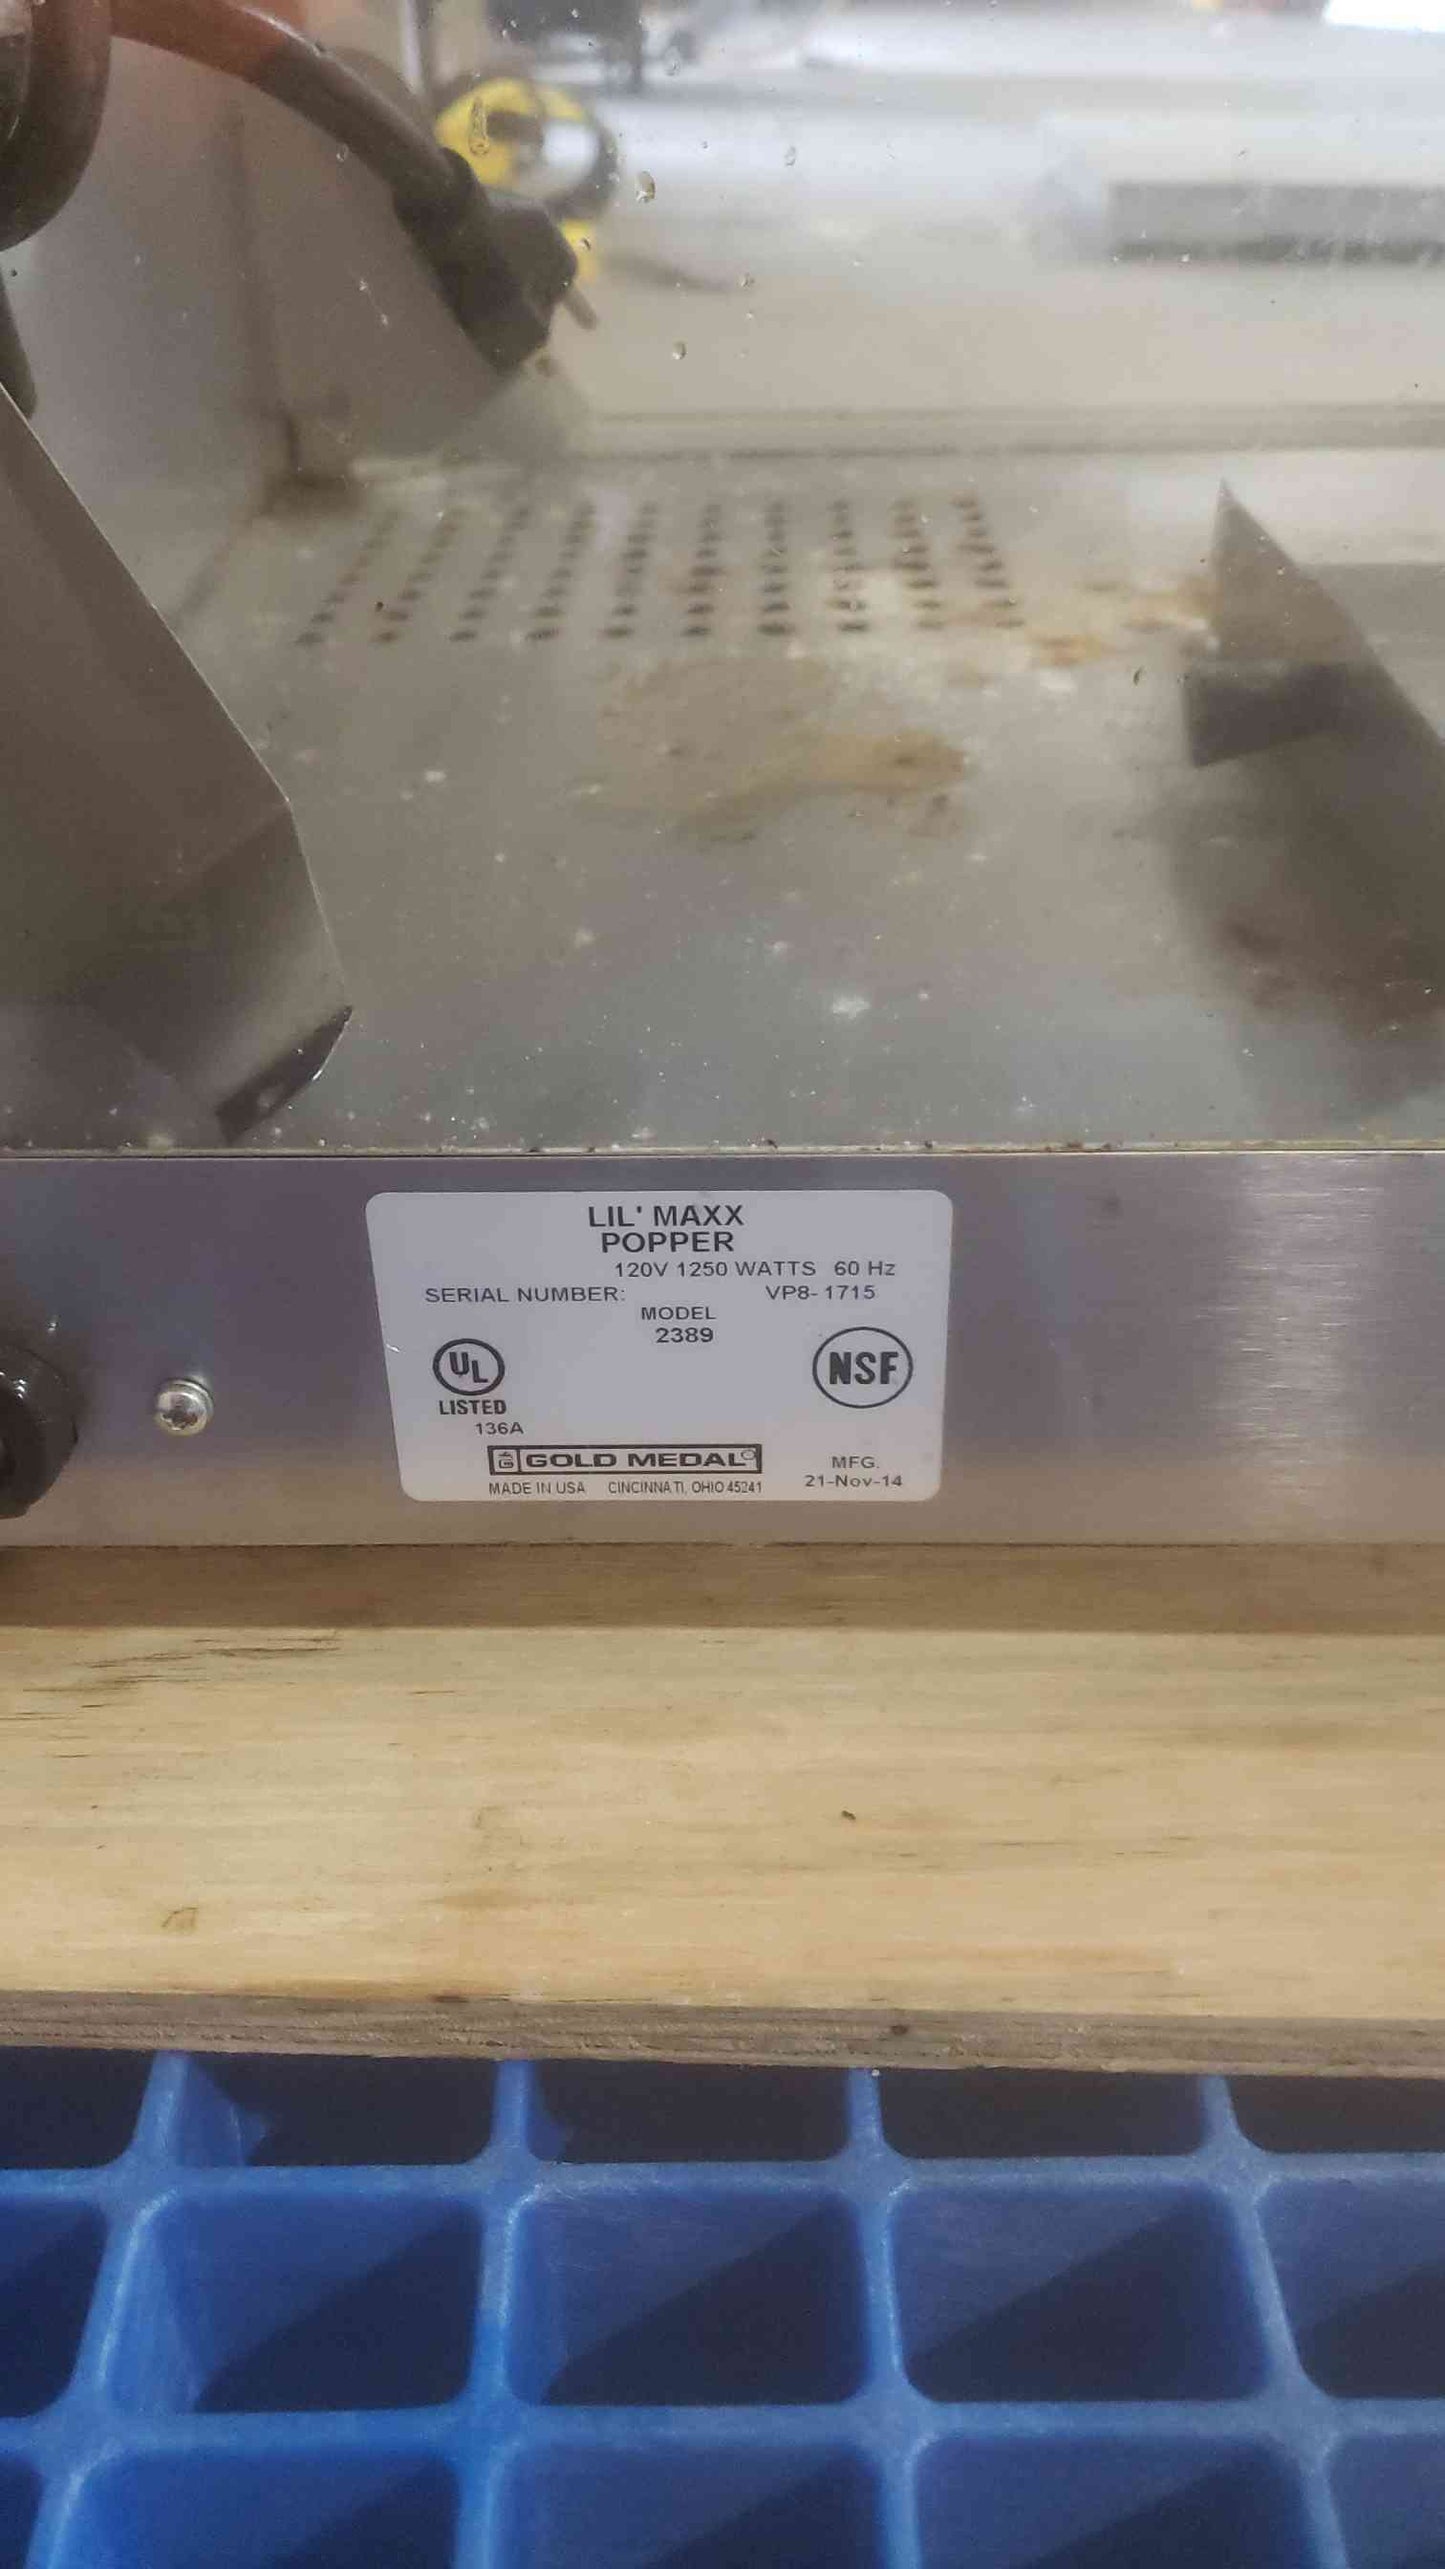 LIL' MAXX
POPPER
120V 1250 WATTS 60 Hz
SERIAL NUMBER: VP8- 1715
MODEL
2389
UL
LISTED
136A
NSF
GOLD MEDAL
MADE IN USA CINCINNATI, OHIO 45241
MFG.
21-Nov-14